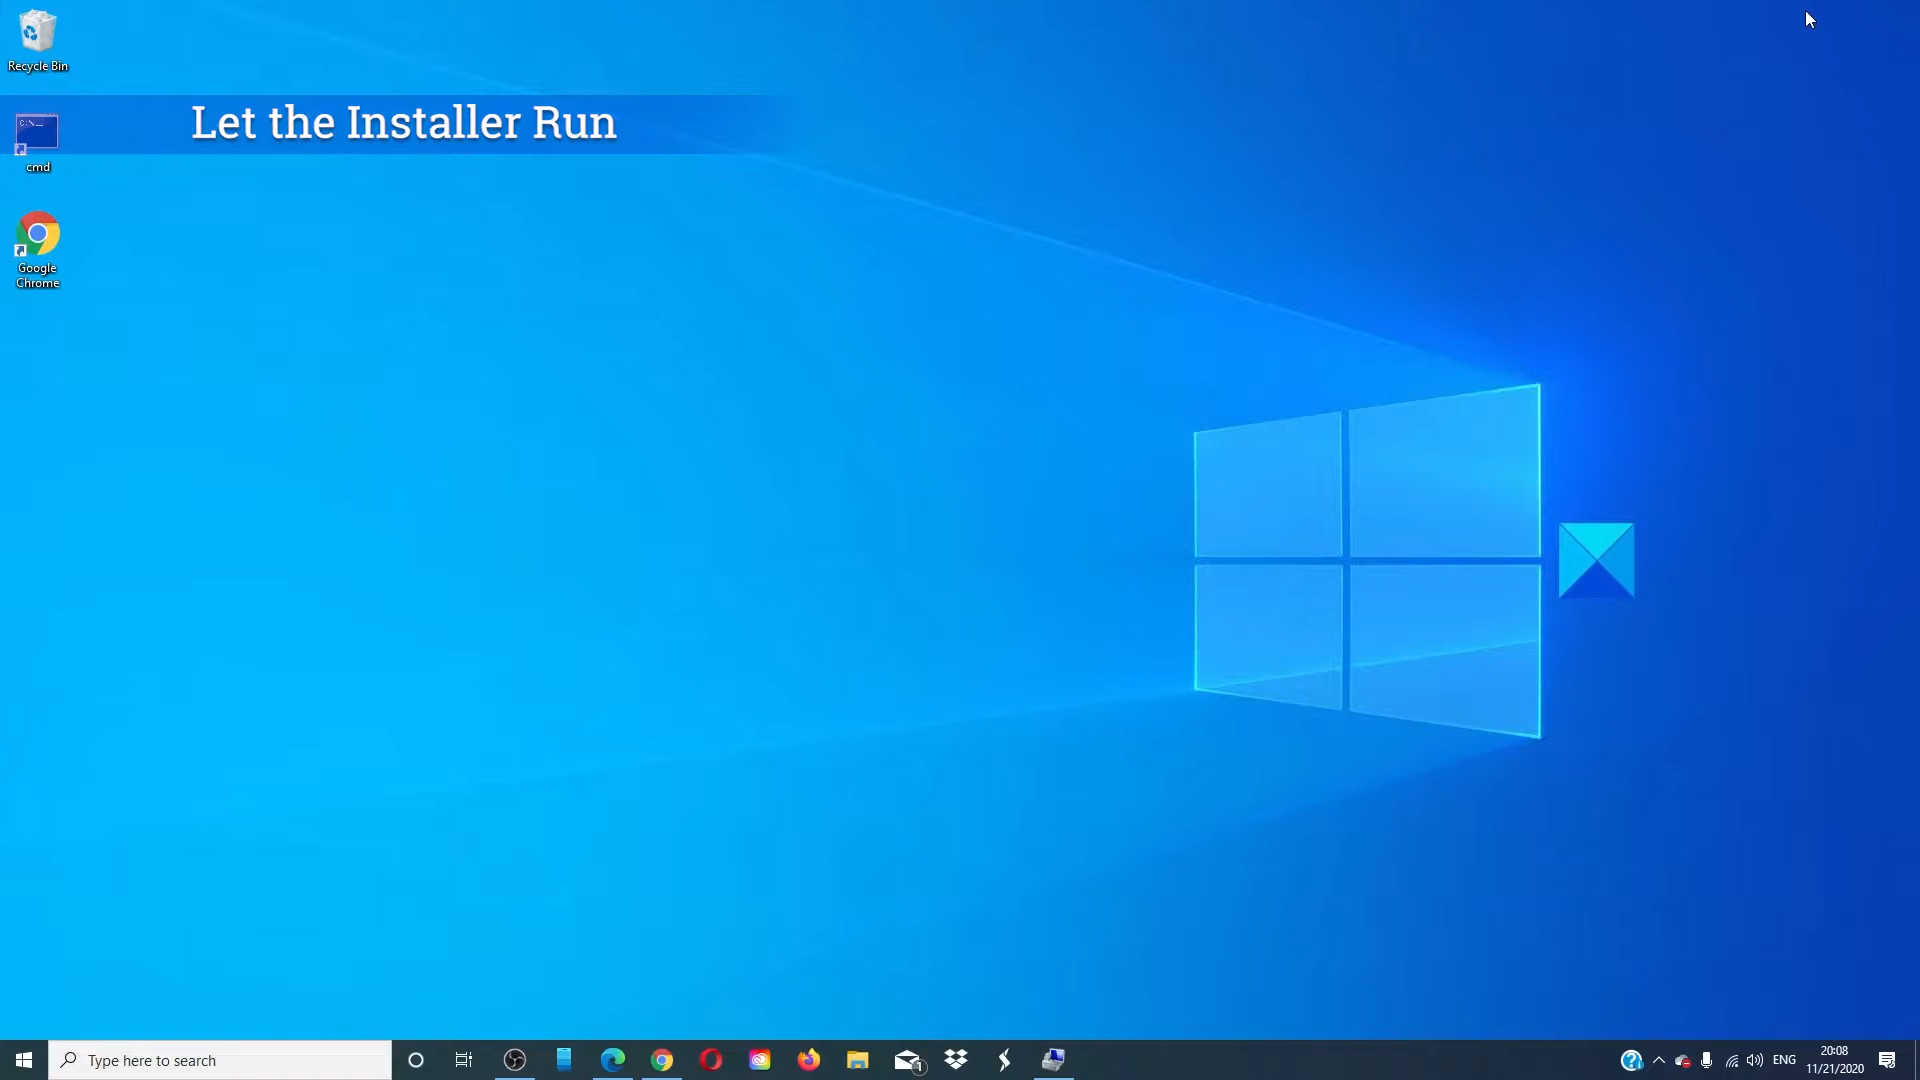 Recycle Bin
Let the Installer Run
C:\._
cmd
Google
Chrome
Type here to search
1
ENG
20:08
11/21/2020